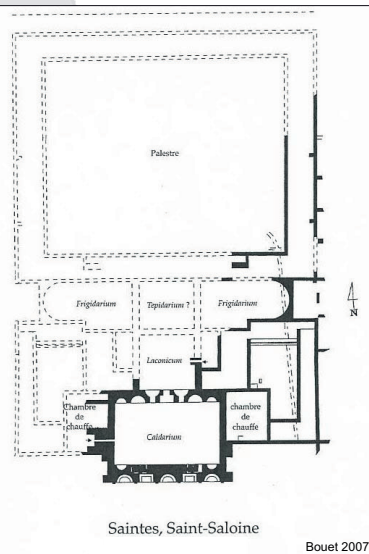 Palestre
Frigidarium
Tepidarium ?
Frigidarium
N
Laconicum
Chambre
de
chauffe
Caldarium
chambre
de
chauffe
Saintes, Saint-Saloine
Bouet 2007